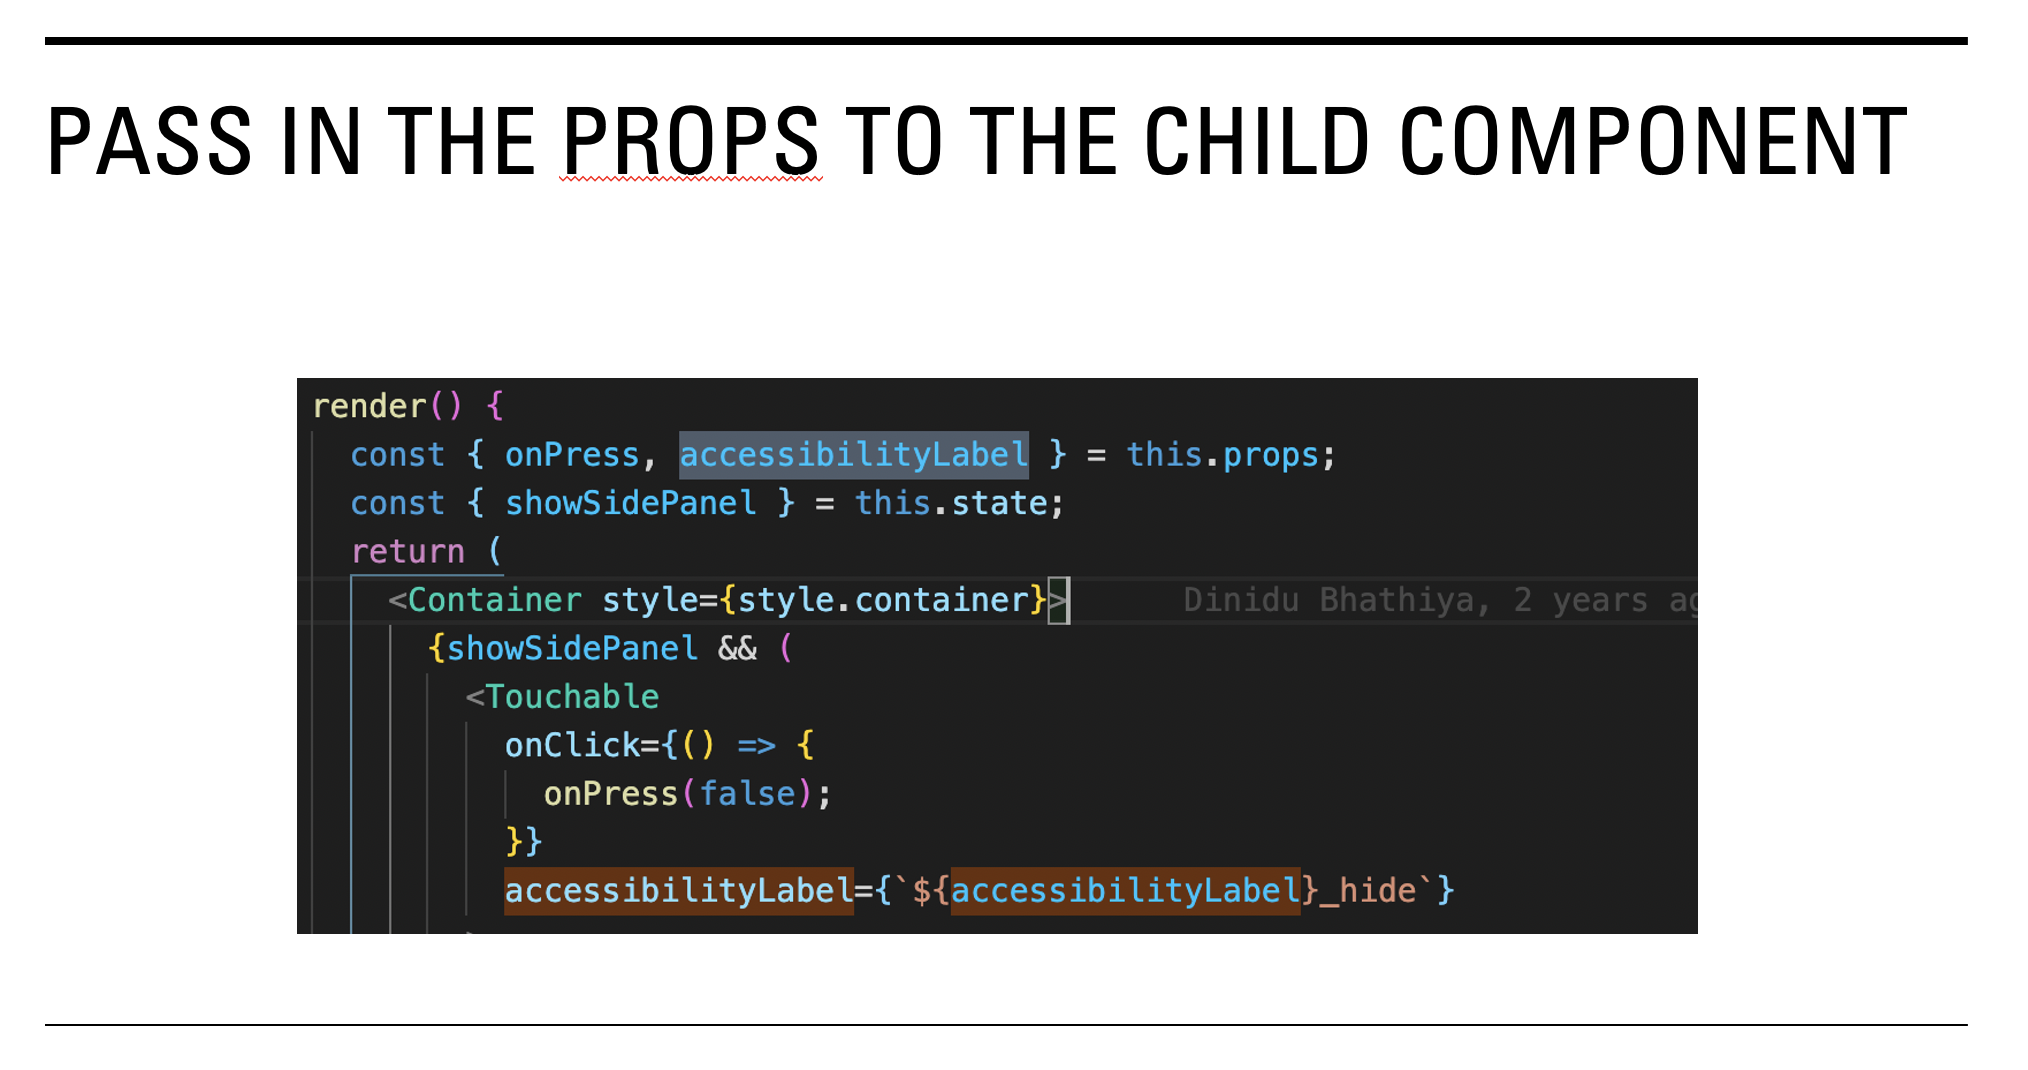 PASS IN THE PROPS TO THE CHILD COMPONENT
render() {
const { onPress, accessibilityLabel } = this.props;
const { showSidePanel } = this.state;
return (
<Container style={style.container}> Dinidu Bhathiya, 2 years
{showSidePanel && (
<Touchable
onClick={() => {
onPress(false);
}}
accessibilityLabel={`${accessibilityLabel}_hide`}